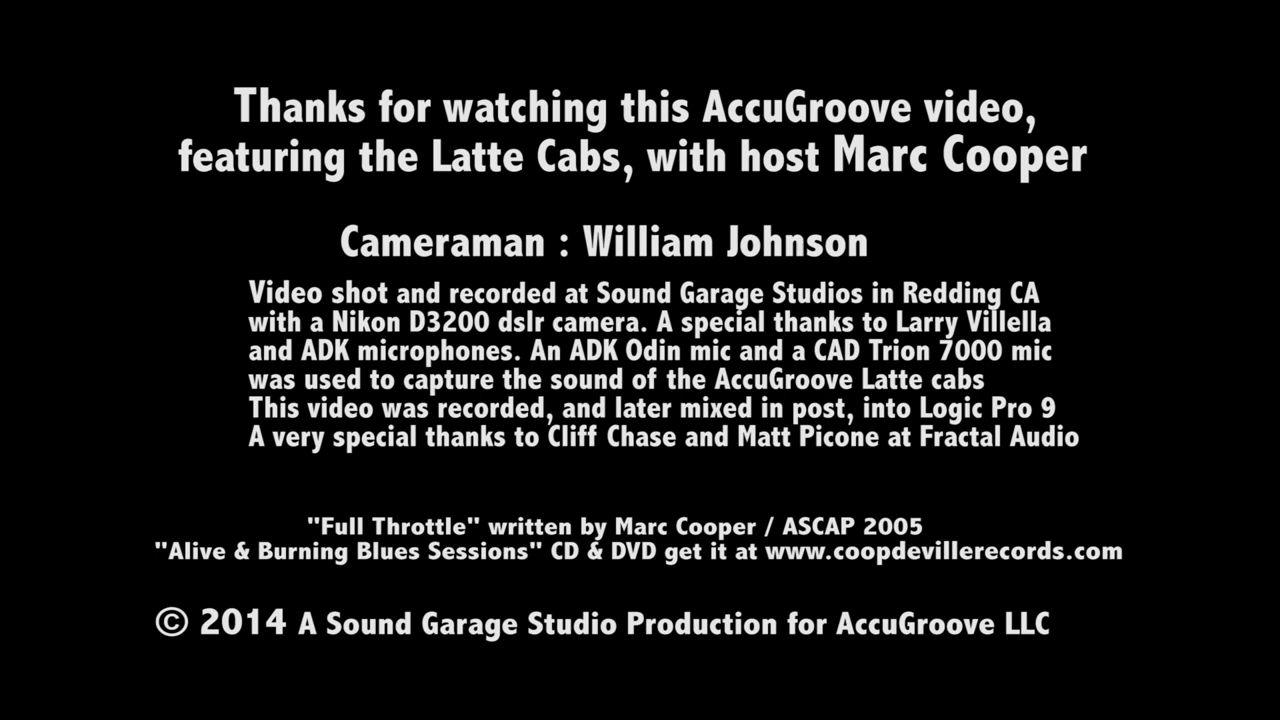 Thanks for watching this AccuGroove video,
featuring the Latte Cabs, with host Marc Cooper
Cameraman : William Johnson
Video shot and recorded at Sound Garage Studios in Redding CA
with a Nikon D3200 dslr camera. A special thanks to Larry Villella
and ADK microphones. An ADK Odin mic and a CAD Trion 7000 mic
was used to capture the sound of the AccuGroove Latte cabs
This video was recorded, and later mixed in post, into Logic Pro 9
A very special thanks to Cliff Chase and Matt Picone at Fractal Audio
"Full Throttle" written by Marc Cooper / ASCAP 2005
"Alive & Burning Blues Sessions" CD & DVD get it at www.coopdevillerecords.com
© 2014 A Sound Garage Studio Production for AccuGroove LLC